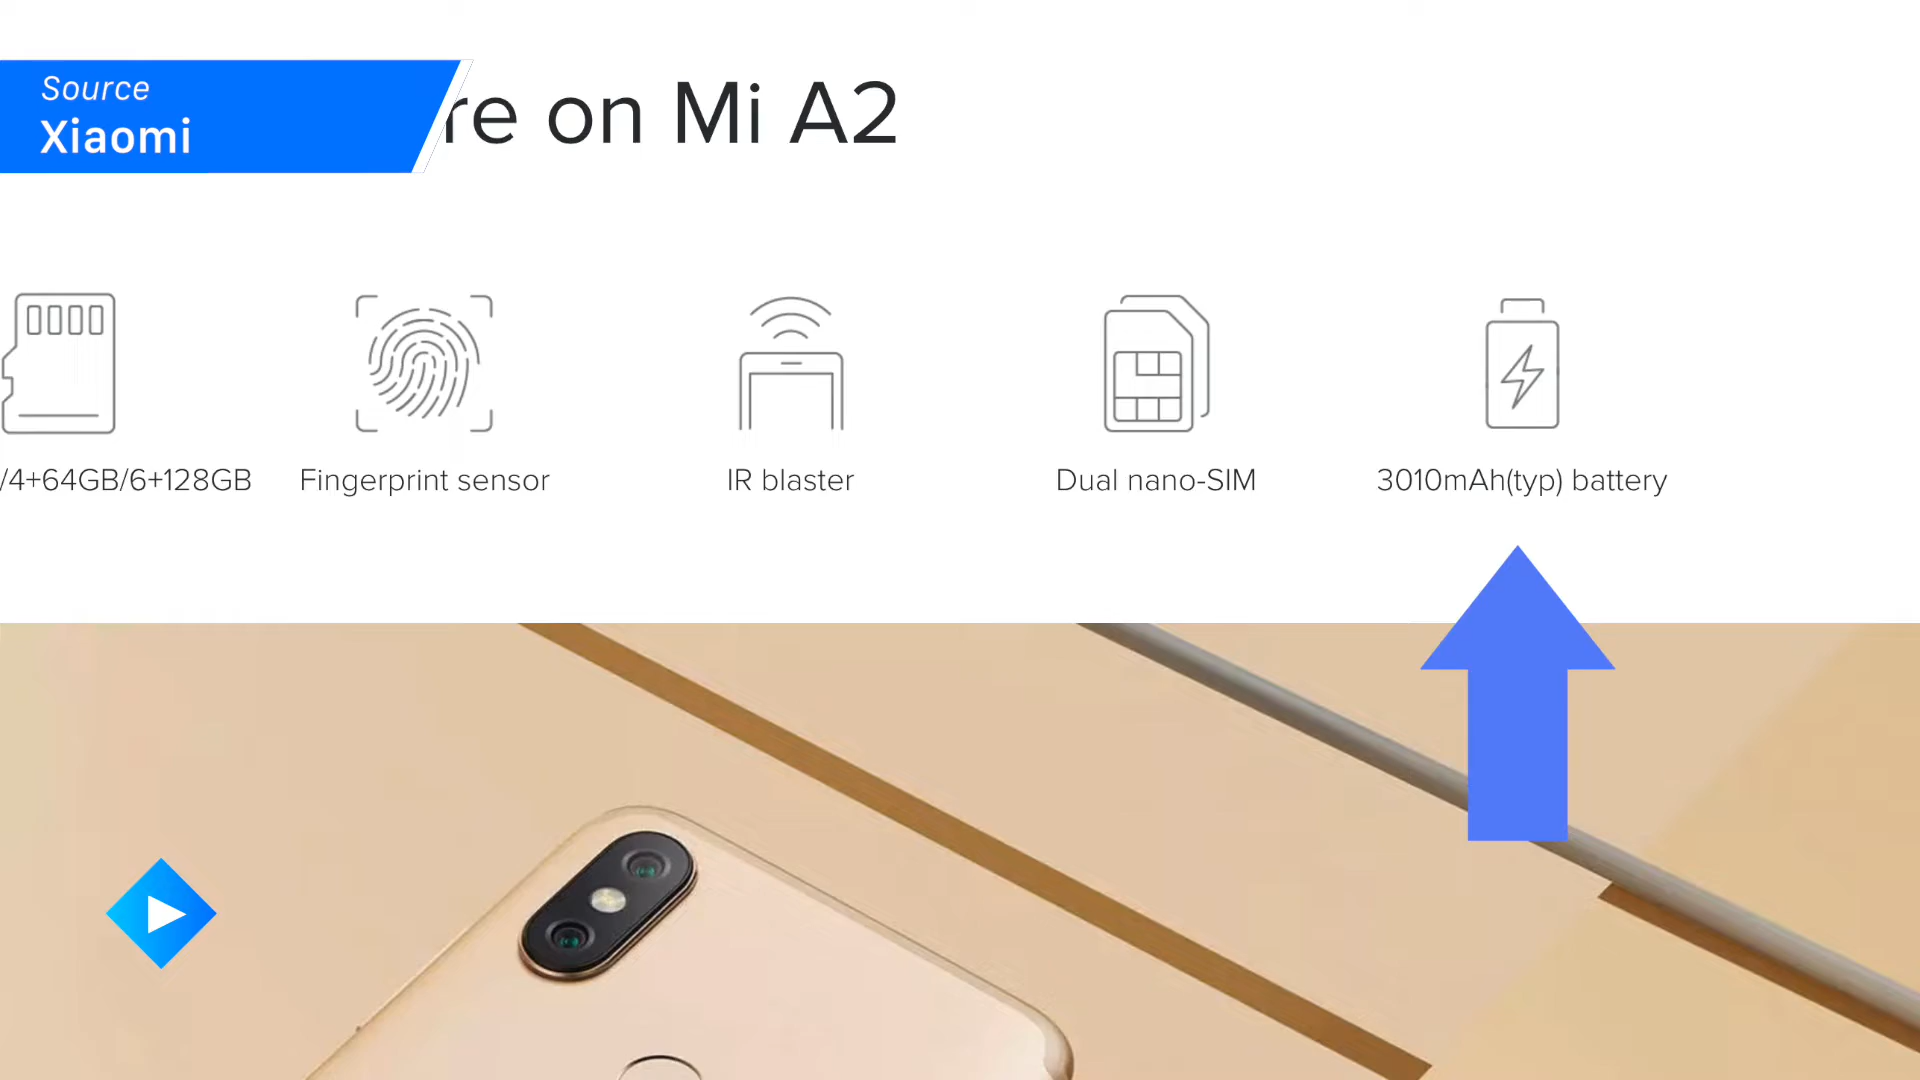 Source
Xiaomi
re on Mi A2
/4+64GB/6+128GB
Fingerprint sensor
IR blaster
Dual nano-SIM
3010mAh(typ) battery